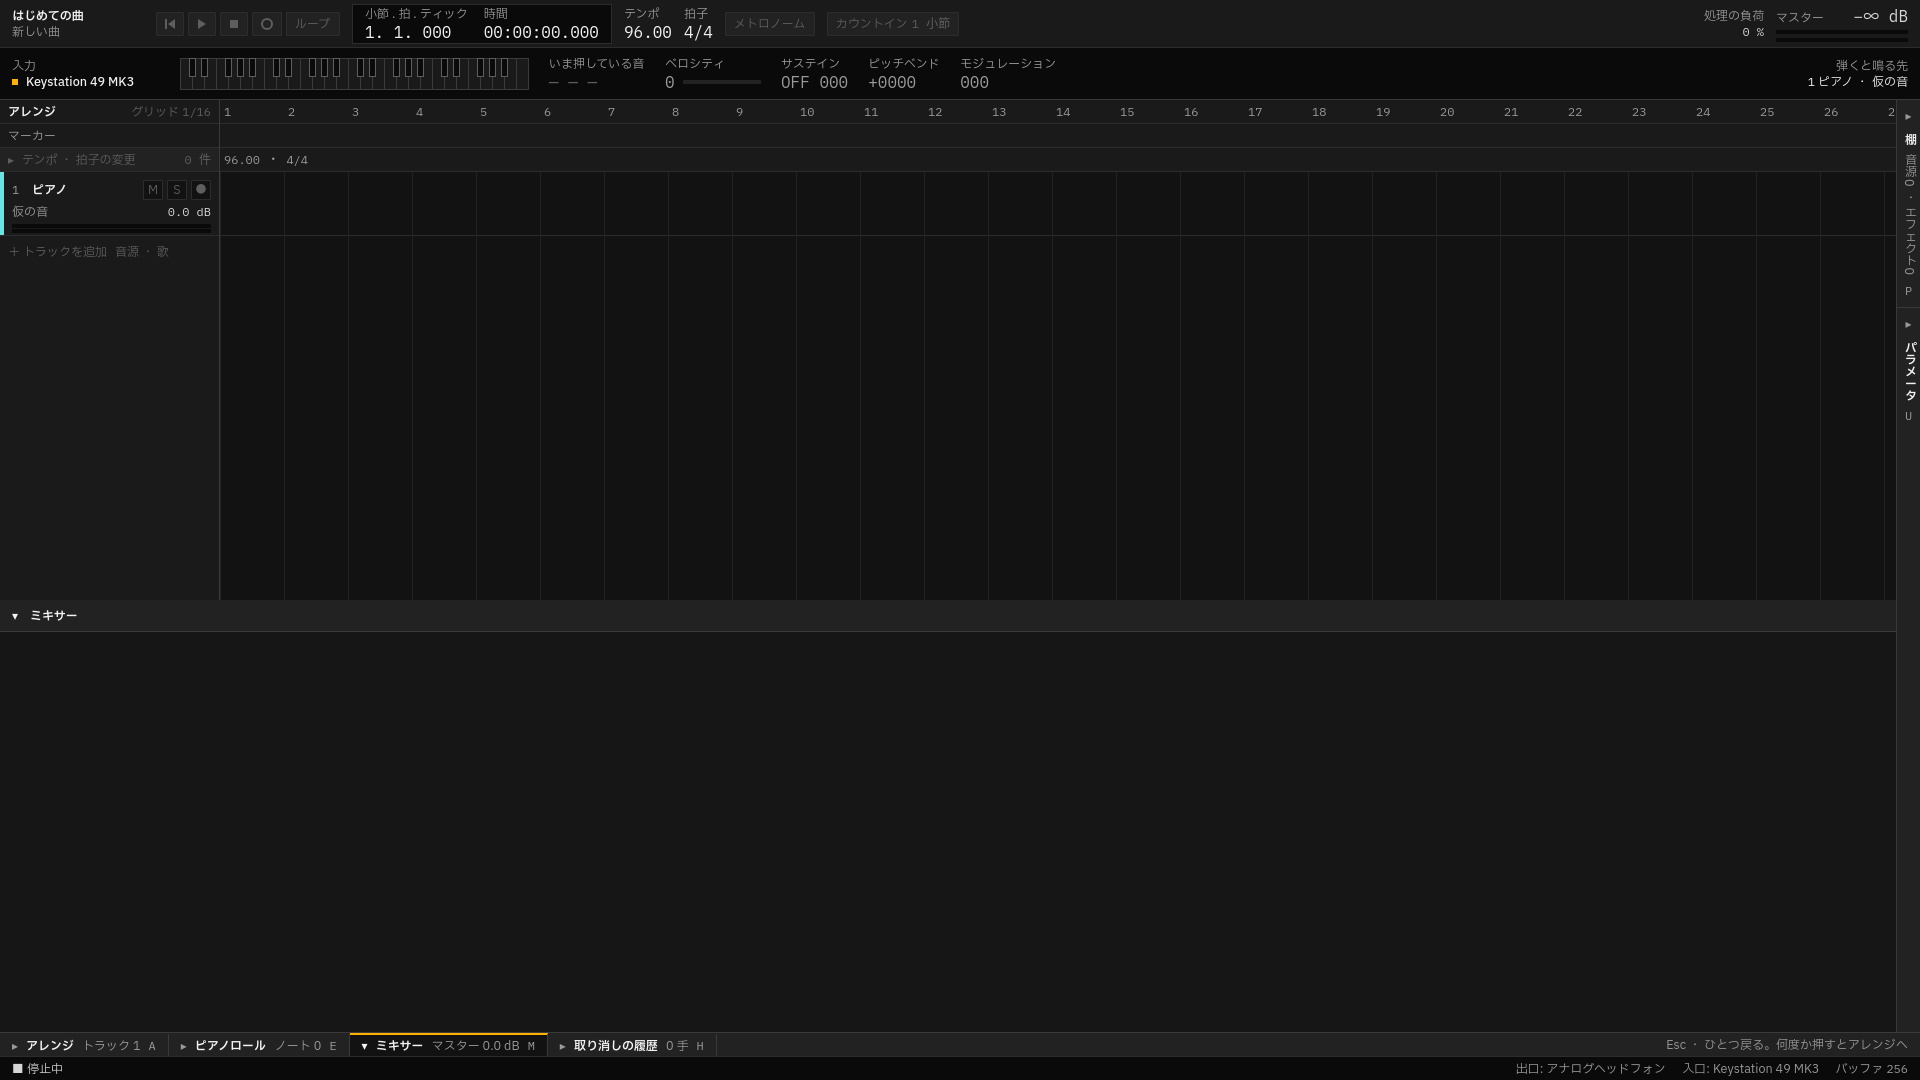 はじめての曲
新しい曲
ループ
小節 . 拍 . ティック 時間
1. 1. 000 00:00:00.000
テンポ 拍子
96.00 4/4
メトロノーム
カウントイン 1 小節
処理の負荷
0 %
マスター -∞ dB
入力
Keystation 49 MK3
いま押している音 ベロシティ サステイン ピッチベンド モジュレーション
— — — 0 OFF 000 +0000 000
弾くと鳴る先
1 ピアノ · 仮の音
アレンジ グリッド 1/16
1 2 3 4 5 6 7 8 9 10 11 12 13 14 15 16 17 18 19 20 21 22 23 24 25 26 2
マーカー
▸ テンポ · 拍子の変更 0 件
96.00 · 4/4
1 ピアノ M S
仮の音 0.0 dB
＋ トラックを追加 音源 · 歌
▸ 棚 音源 0 · エフェクト 0 P
▸ パラメータ U
▾ ミキサー
▸ アレンジ トラック 1 A
▸ ピアノロール ノート 0 E
▾ ミキサー マスター 0.0 dB M
▸ 取り消しの履歴 0 手 H
Esc · ひとつ戻る。何度か押すとアレンジへ
■ 停止中
出口: アナログヘッドフォン 入口: Keystation 49 MK3 バッファ 256